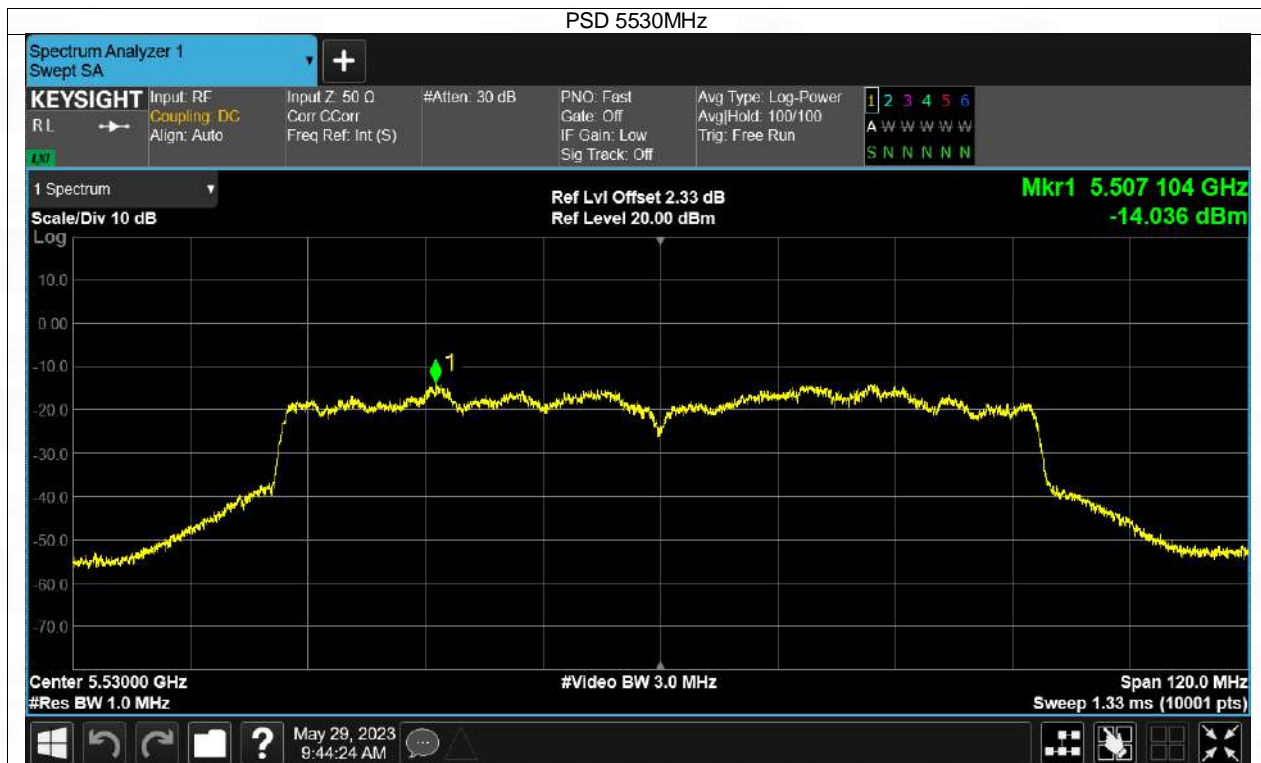 PSD 5530MHz
Spectrum Analyzer 1
Swept SA
KEYSIGHT
RL
LXI
Input: RF
Coupling: DC
Align: Auto
Input Z: 50 Ω
Corr CCorr
Freq Ref: Int (S)
#Atten: 30 dB
PNO: Fast
Gate: Off
IF Gain: Low
Sig Track: Off
Avg Type: Log-Power
Avg|Hold: 100/100
Trig: Free Run
1 2 3 4 5 6
A W W W W W
S N N N N N
1 Spectrum
Scale/Div 10 dB
Log
Ref Lvl Offset 2.33 dB
Ref Level 20.00 dBm
Mkr1 5.507 104 GHz
-14.036 dBm
10.0
0.00
-10.0
-20.0
-30.0
-40.0
-50.0
-60.0
-70.0
1
Center 5.53000 GHz
#Res BW 1.0 MHz
#Video BW 3.0 MHz
Span 120.0 MHz
Sweep 1.33 ms (10001 pts)
?
May 29, 2023
9:44:24 AM